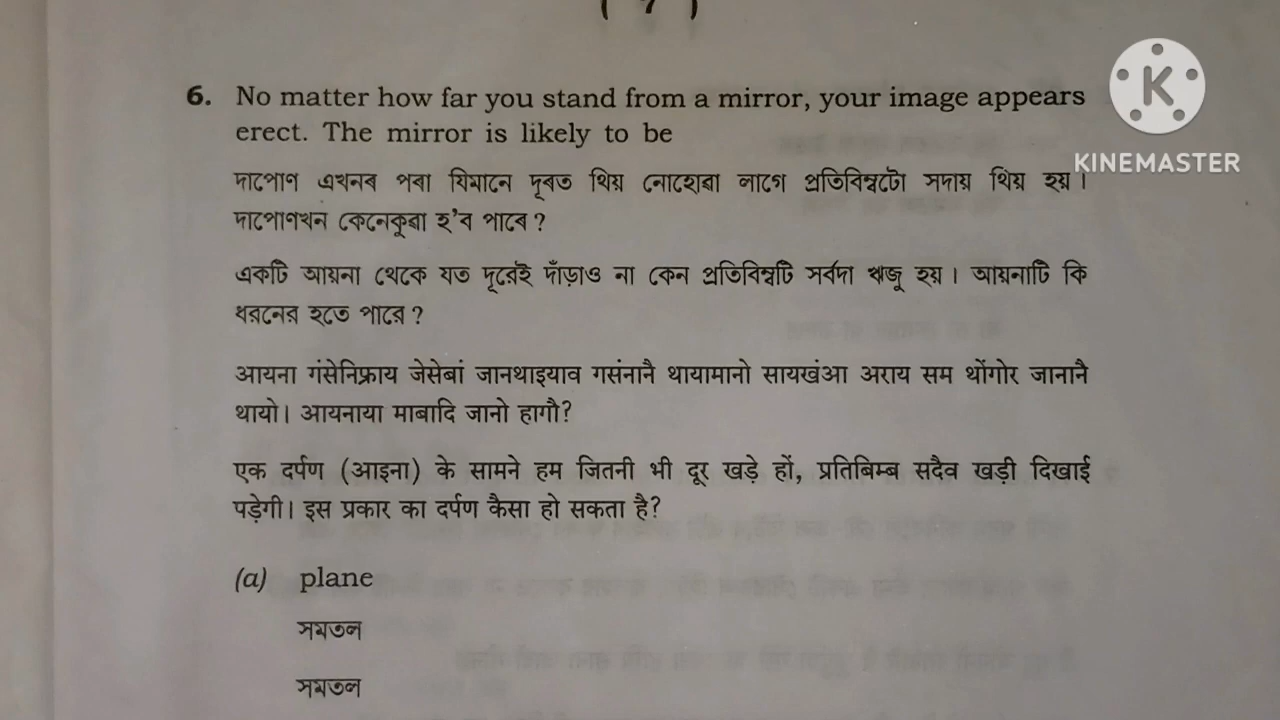 ( 7 )
KINEMASTER
6. No matter how far you stand from a mirror, your image appears
erect. The mirror is likely to be
দাপোণ এখনৰ পৰা যিমানে দূৰত থিয় নোহোৱা লাগে প্ৰতিবিম্বটো সদায় থিয় হয়।
দাপোণখন কেনেকুৱা হ'ব পাৰে?
একটি আয়না থেকে যত দূরেই দাঁড়াও না কেন প্রতিবিম্বটি সর্বদা ঋজু হয়। আয়নাটি কি
ধরনের হতে পারে?
आयना गंसेनिफ्राय जेसेबां जानथाइयाव गसंनानै थायामानो सायखंआ अराय सम थोंगोर जानानै
थायो। आयनाया माबादि जानो हागौ?
एक दर्पण (आइना) के सामने हम जितनी भी दूर खड़े हों, प्रतिबिम्ब सदैव खड़ी दिखाई
पड़ेगी। इस प्रकार का दर्पण कैसा हो सकता है?
(a) plane
সমতল
সমতল